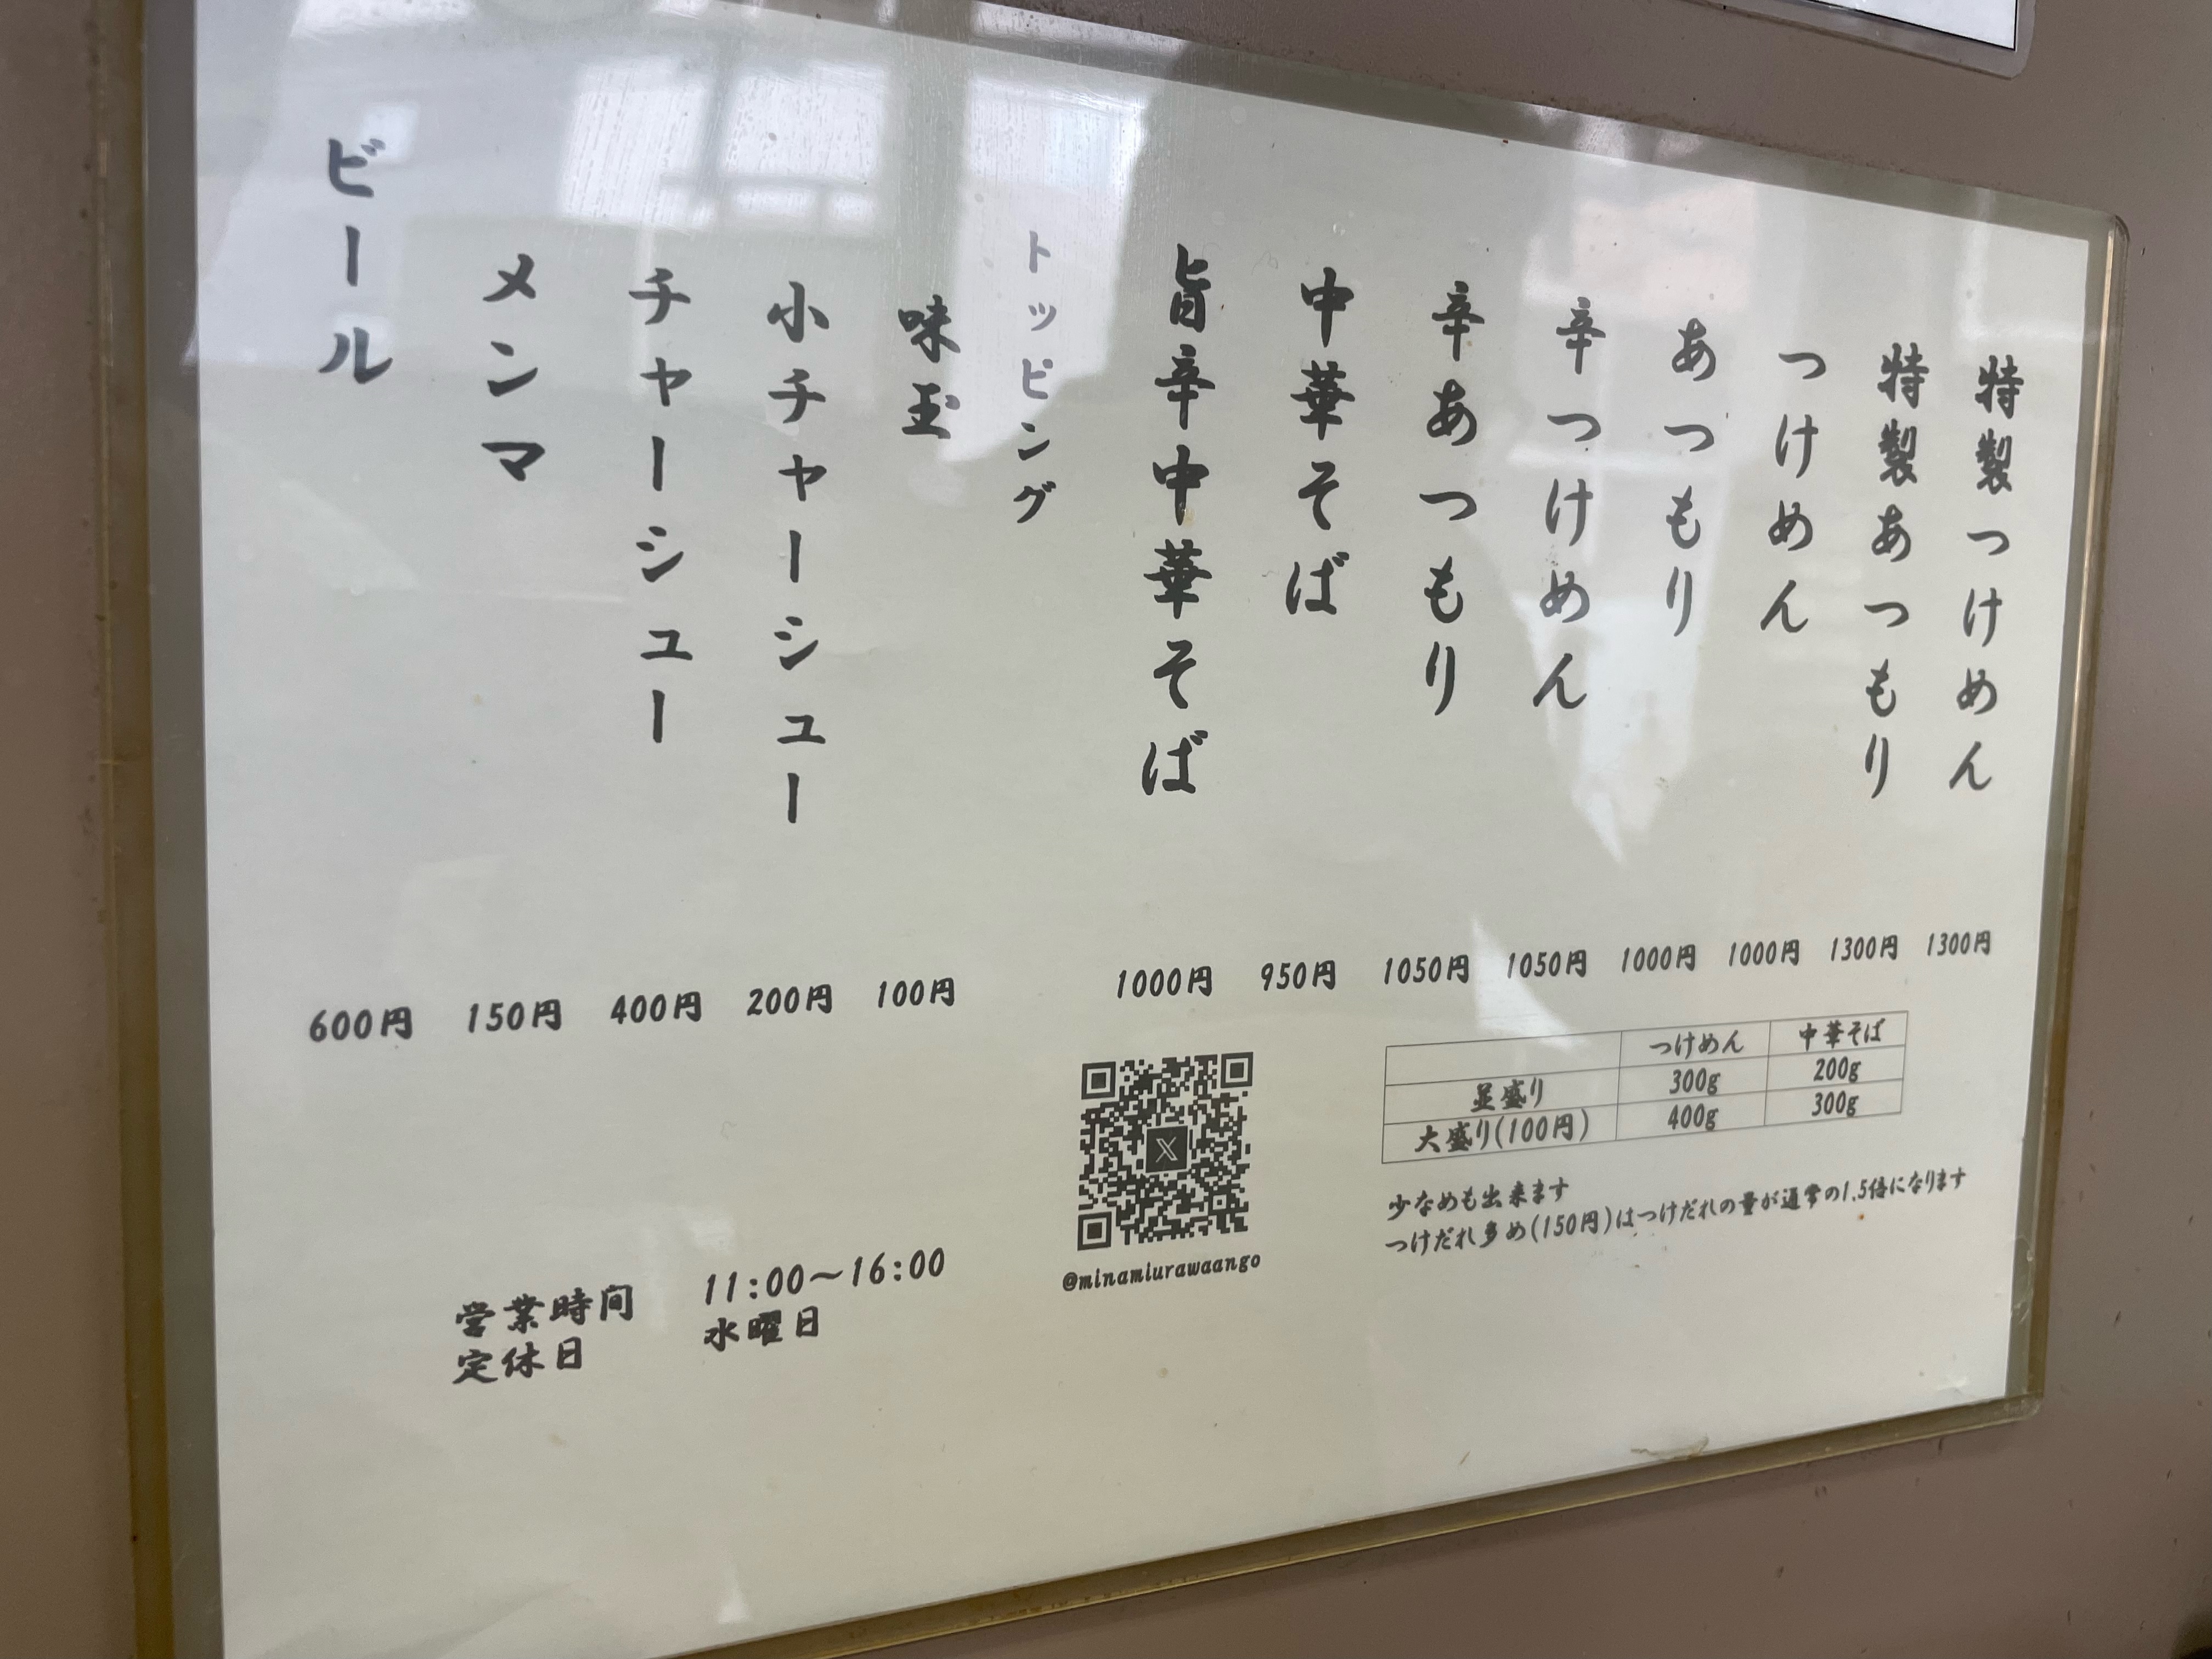 特製つけめん 1300円
特製あつもり 1300円
つけめん 1000円
あつもり 1000円
辛つけめん 1050円
辛あつもり 1050円
中華そば 950円
旨辛中華そば 1000円
トッピング
味玉 100円
小チャーシュー 200円
チャーシュー 400円
メンマ 150円
ビール 600円
つけめん 中華そば
並盛り 300g 200g
大盛り(100円) 400g 300g
少なめも出来ます
つけだれ多め(150円)はつけだれの量が通常の1.5倍になります
@minamiurawaango
営業時間 11:00～16:00
定休日 水曜日